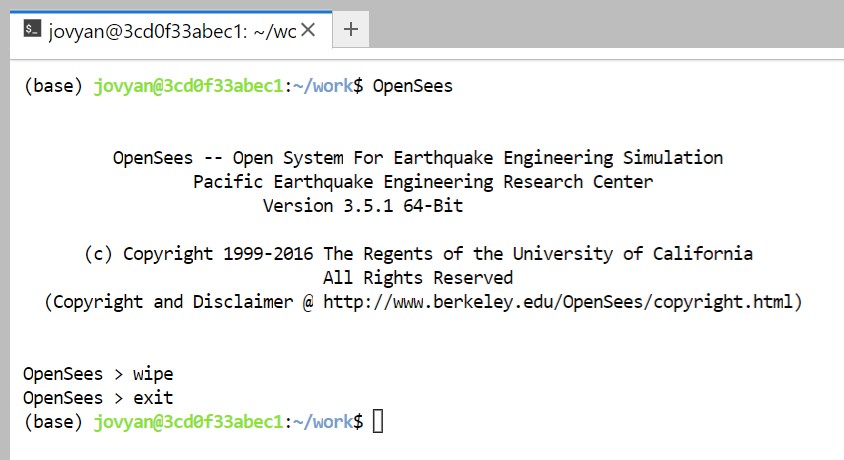 jovyan@3cd0f33abec1: ~/wc
(base) jovyan@3cd0f33abec1:~/work$ OpenSees
OpenSees -- Open System For Earthquake Engineering Simulation
Pacific Earthquake Engineering Research Center
Version 3.5.1 64-Bit
(c) Copyright 1999-2016 The Regents of the University of California
All Rights Reserved
(Copyright and Disclaimer @ http://www.berkeley.edu/OpenSees/copyright.html)
OpenSees > wipe
OpenSees > exit
(base) jovyan@3cd0f33abec1:~/work$